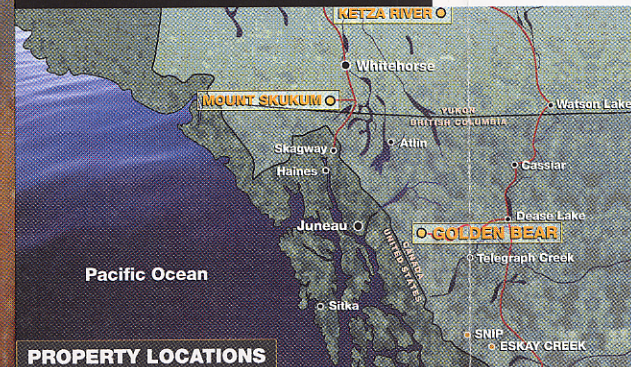 KETZA RIVER
Whitehorse
MOUNT SKUKUM
Watson Lake
YUKON
BRITISH COLUMBIA
Atlin
Skagway
Haines
Cassiar
Juneau
Dease Lake
GOLDEN BEAR
CANADA
UNITED STATES
Telegraph Creek
Pacific Ocean
Sitka
SNIP
ESKAY CREEK
PROPERTY LOCATIONS